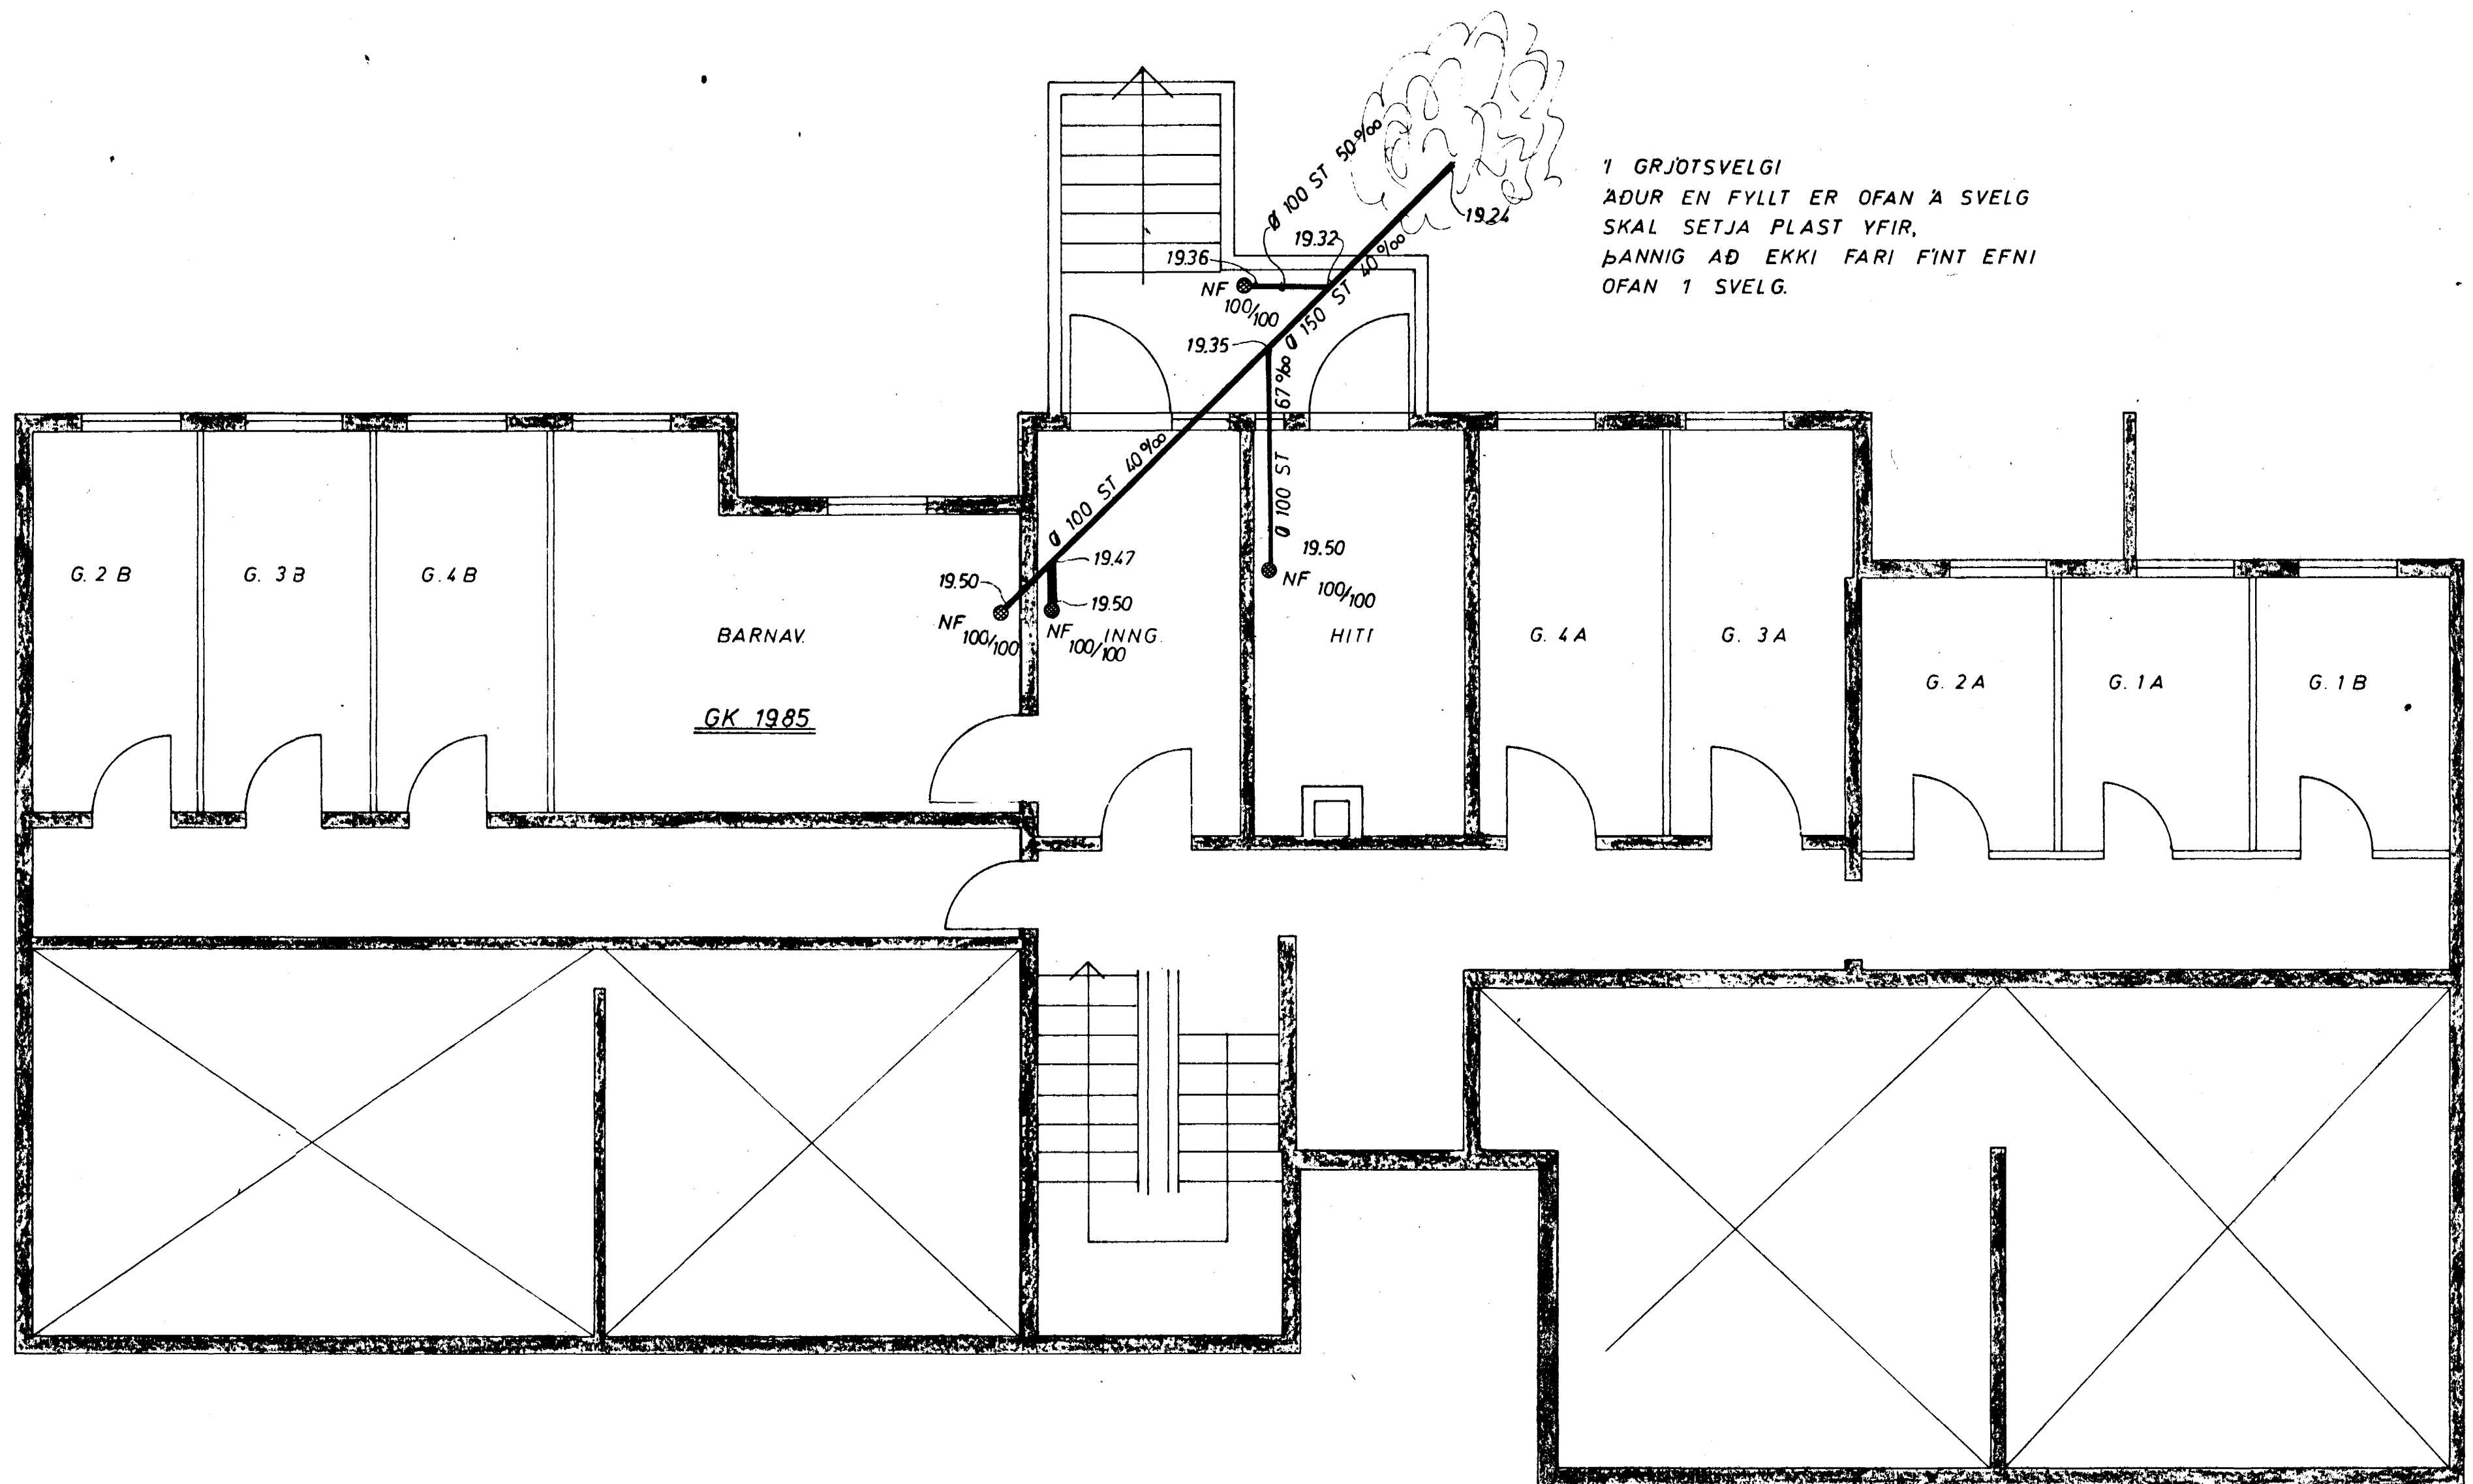 Ø 100 ST 50 ‰
'I GRJÓTSVELGI
ÁÐUR EN FYLLT ER OFAN Á SVELG
SKAL SETJA PLAST YFIR,
ÞANNIG AÐ EKKI FARI FÍNT EFNI
OFAN 1 SVELG.
19.24
19.32
19.36
NF 100/100
Ø 150 ST 40 ‰
19.35
Ø 100 ST 67 ‰
Ø 100 ST 40 ‰
19.47
19.50
NF 100/100
19.50
NF 100/100
19.50
NF 100/100
G. 2 B
G. 3 B
G. 4 B
BARNAV.
INNG.
HITI
G. 4 A
G. 3 A
G. 2 A
G. 1 A
G. 1 B
GK 19.85